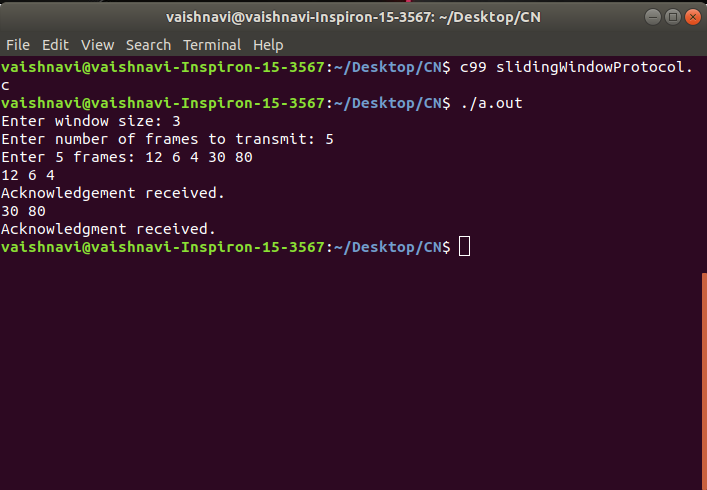 vaishnavi@vaishnavi-Inspiron-15-3567: ~/Desktop/CN
File Edit View Search Terminal Help
vaishnavi@vaishnavi-Inspiron-15-3567:~/Desktop/CN$ c99 slidingWindowProtocol.
c
vaishnavi@vaishnavi-Inspiron-15-3567:~/Desktop/CN$ ./a.out
Enter window size: 3
Enter number of frames to transmit: 5
Enter 5 frames: 12 6 4 30 80
12 6 4
Acknowledgement received.
30 80
Acknowledgment received.
vaishnavi@vaishnavi-Inspiron-15-3567:~/Desktop/CN$